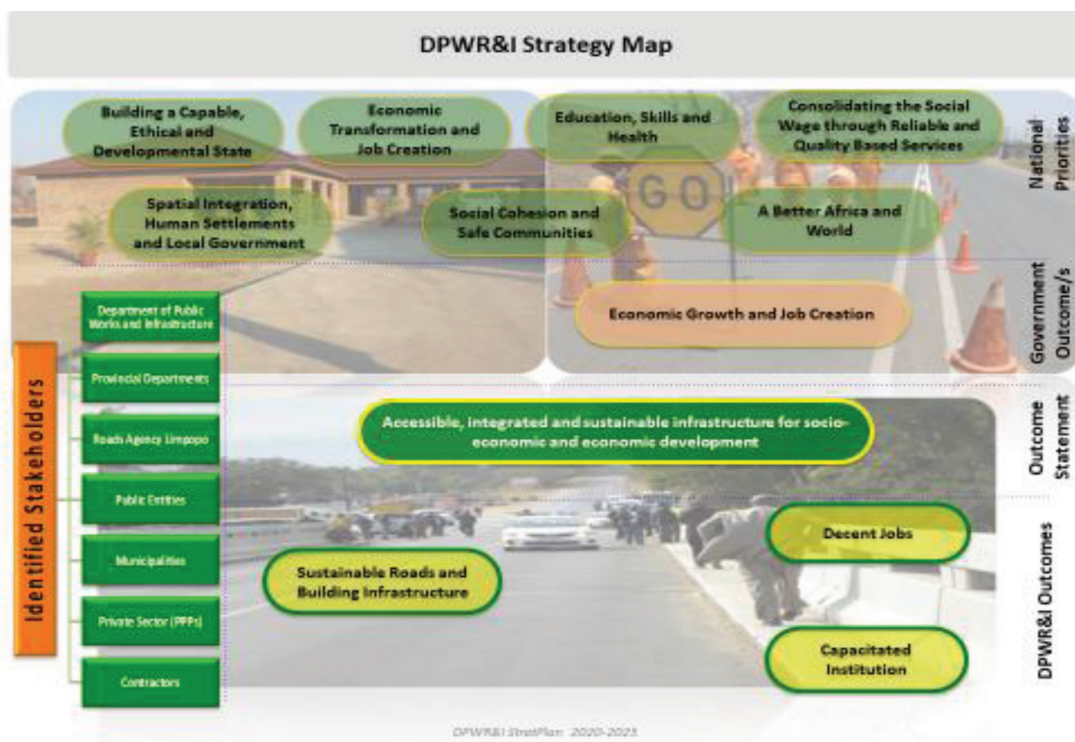 DPWR&I Strategy Map
Building a Capable,
Ethical and
Developmental State
Economic
Transformation and
Job Creation
Education, Skills and
Health
Consolidating the Social
Wage through Reliable and
Quality Based Services
Spatial Integration,
Human Settlements
and Local Government
Social Cohesion and
Safe Communities
GO
A Better Africa and
World
National
Priorities
Economic Growth and Job Creation
Government
Outcome/s
Identified Stakeholders
Department of Public
Works and Infrastructure
Provincial Departments
Roads Agency Limpopo
Public Entities
Municipalities
Private Sector (PPPs)
Contractors
Accessible, integrated and sustainable infrastructure for socio-
economic and economic development
Outcome
Statement
Sustainable Roads and
Building Infrastructure
Decent Jobs
Capacitated
Institution
DPWR&I Outcomes
DPWR&I StratPlan 2020-2025